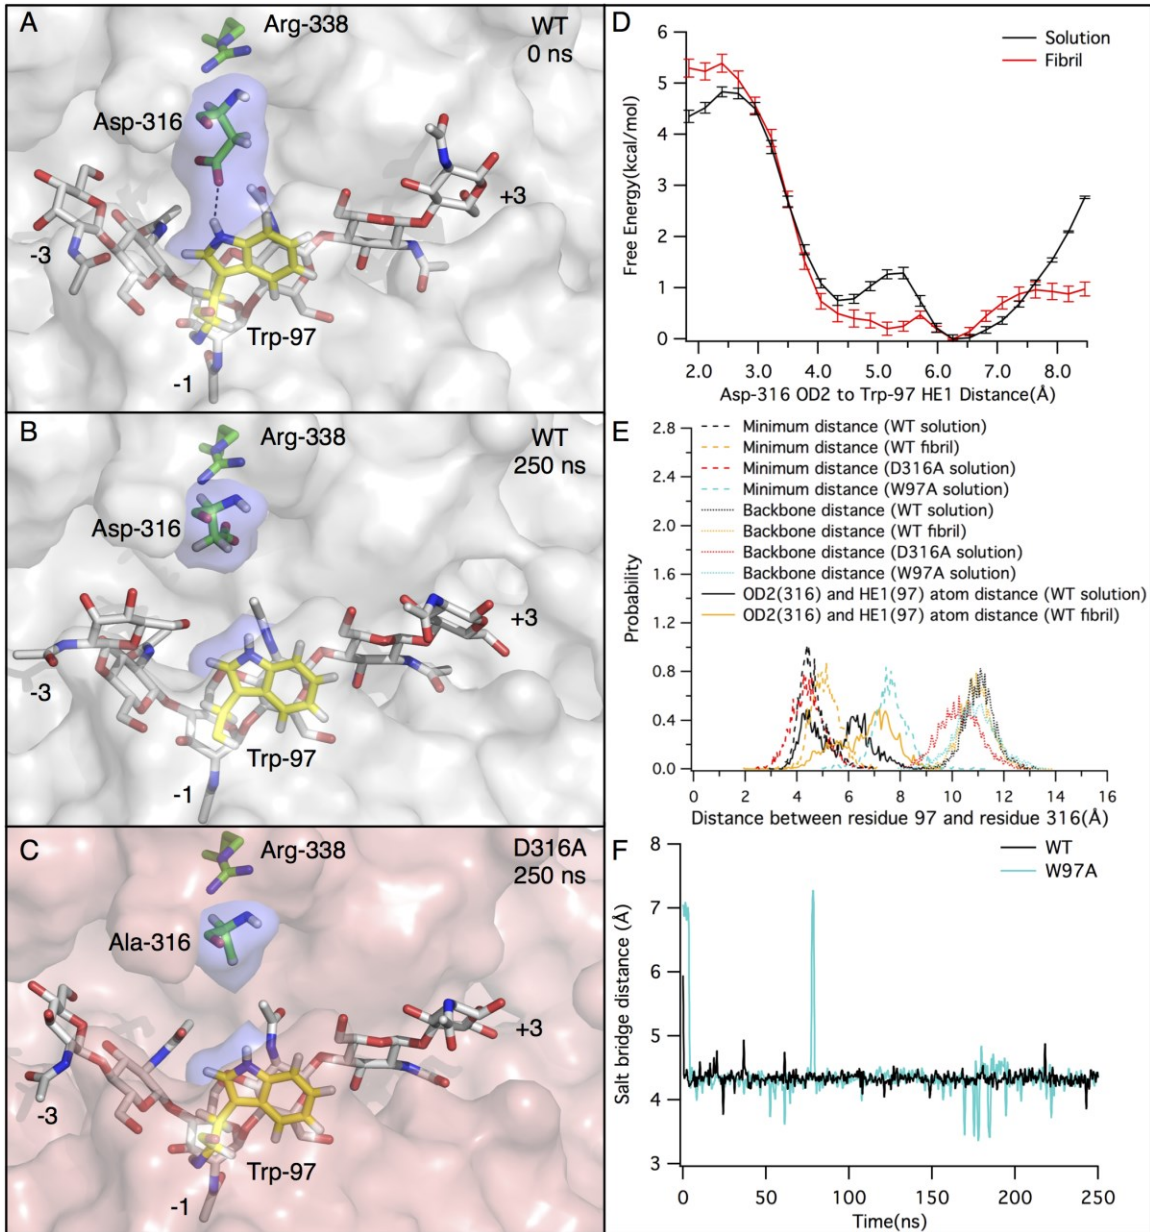 A
Arg-338
WT
0 ns
Asp-316
+3
-3
Trp-97
-1
B
Arg-338
WT
250 ns
Asp-316
+3
-3
Trp-97
-1
C
Arg-338
D316A
250 ns
Ala-316
+3
-3
Trp-97
-1
D
Solution
Fibril
6
5
4
3
2
1
0
Free Energy(kcal/mol)
2.0 3.0 4.0 5.0 6.0 7.0 8.0
Asp-316 OD2 to Trp-97 HE1 Distance(Å)
E
Minimum distance (WT solution)
Minimum distance (WT fibril)
Minimum distance (D316A solution)
Minimum distance (W97A solution)
Backbone distance (WT solution)
Backbone distance (WT fibril)
Backbone distance (D316A solution)
Backbone distance (W97A solution)
OD2(316) and HE1(97) atom distance (WT solution)
OD2(316) and HE1(97) atom distance (WT fibril)
2.8
2.4
2.0
1.6
1.2
0.8
0.4
0.0
Probability
0 2 4 6 8 10 12 14 16
Distance between residue 97 and residue 316(Å)
F
WT
W97A
8
7
6
5
4
3
Salt bridge distance (Å)
0 50 100 150 200 250
Time(ns)